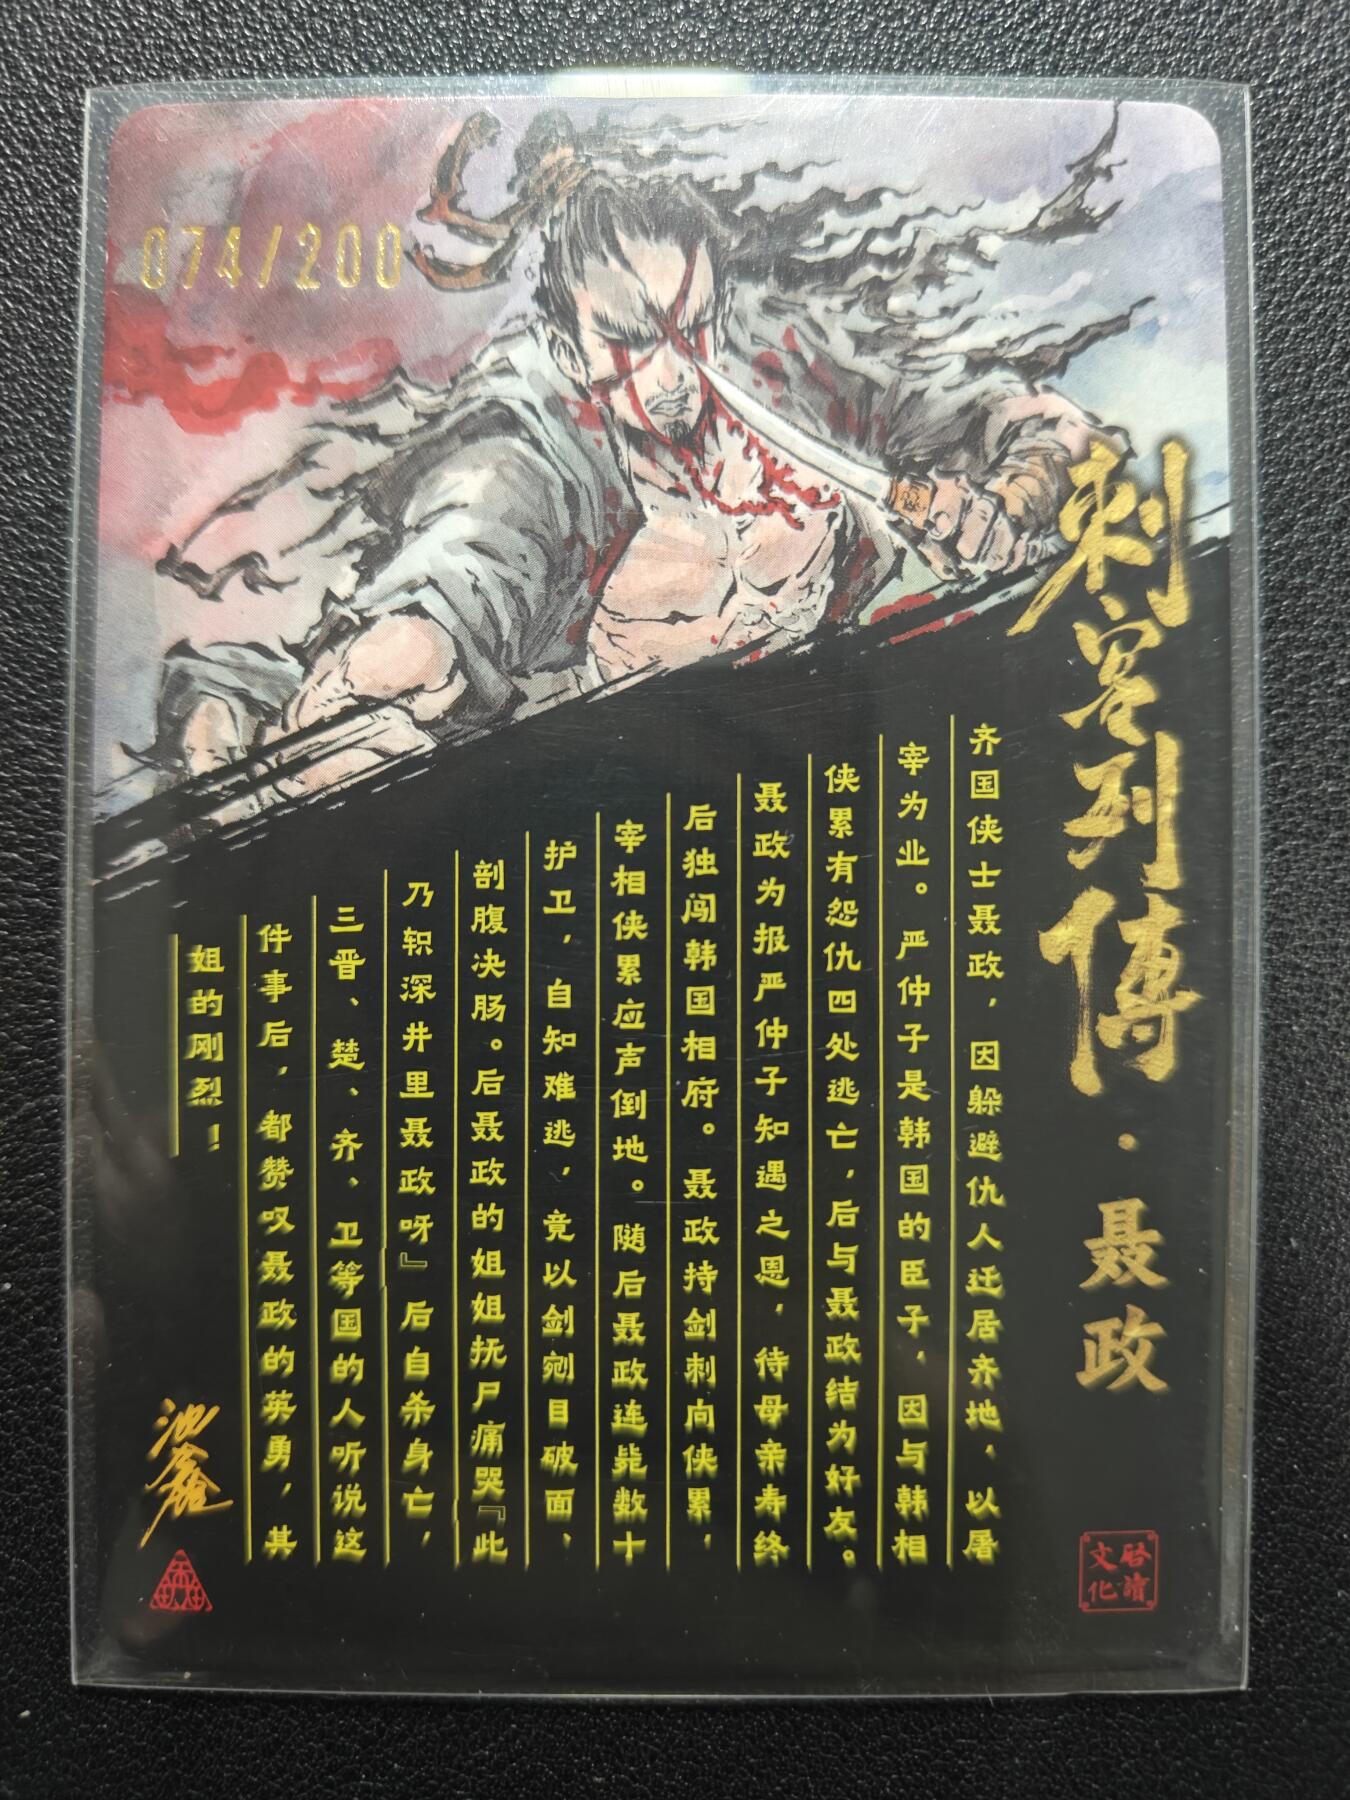 074/200
刺客列傳·聂政
齐国侠士聂政，因躲避仇人迁居齐地，以屠
宰为业。严仲子是韩国的臣子，因与韩相
侠累有怨仇四处逃亡，后与聂政结为好友。
聂政为报严仲子知遇之恩，待母亲寿终
后独闯韩国相府。聂政持剑刺向侠累，
宰相侠累应声倒地。随后聂政连毙数十
护卫，自知难逃，竟以剑剜目破面、
剖腹决肠。后聂政的姐姐抚尸痛哭『此
乃轵深井里聂政呀』后自杀身亡，
三晋、楚、齐、卫等国的人听说这
件事后，都赞叹聂政的英勇，其
姐的刚烈！
啓讀文化